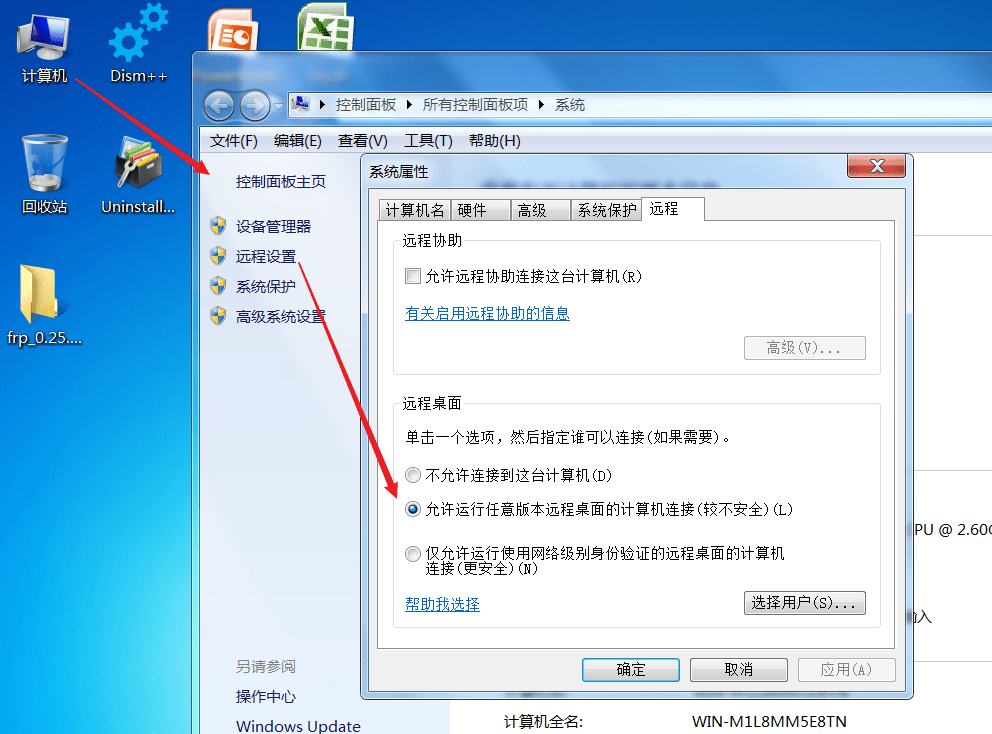 计算机
Dism++
回收站
Uninstall...
frp_0.25....
控制面板 所有控制面板项 系统
文件(F) 编辑(E) 查看(V) 工具(T) 帮助(H)
控制面板主页
设备管理器
远程设置
系统保护
高级系统设置
另请参阅
操作中心
Windows Update
系统属性
计算机名 硬件 高级 系统保护 远程
远程协助
允许远程协助连接这台计算机(R)
有关启用远程协助的信息
高级(V)...
远程桌面
单击一个选项，然后指定谁可以连接(如果需要)。
不允许连接到这台计算机(D)
允许运行任意版本远程桌面的计算机连接(较不安全)(L)
仅允许运行使用网络级别身份验证的远程桌面的计算机
连接(更安全)(N)
帮助我选择
选择用户(S)...
确定 取消 应用(A)
PU @ 2.60G
输入
计算机全名: WIN-M1L8MM5E8TN